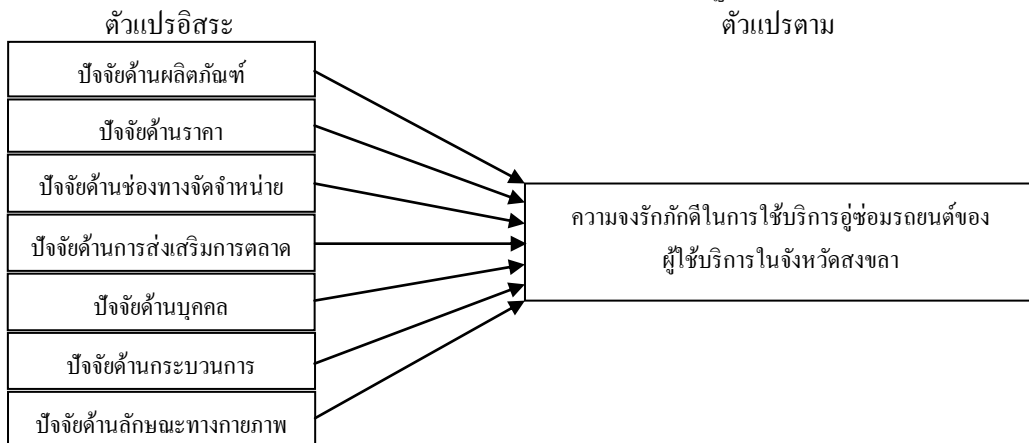 ตัวแปรอิสระ
ตัวแปรตาม
ปัจจัยด้านผลิตภัณฑ์
ปัจจัยด้านราคา
ปัจจัยด้านช่องทางจัดจำหน่าย
ปัจจัยด้านการส่งเสริมการตลาด
ปัจจัยด้านบุคคล
ปัจจัยด้านกระบวนการ
ปัจจัยด้านลักษณะทางกายภาพ
ความจงรักภักดีในการใช้บริการอู่ซ่อมรถยนต์ของ
ผู้ใช้บริการในจังหวัดสงขลา